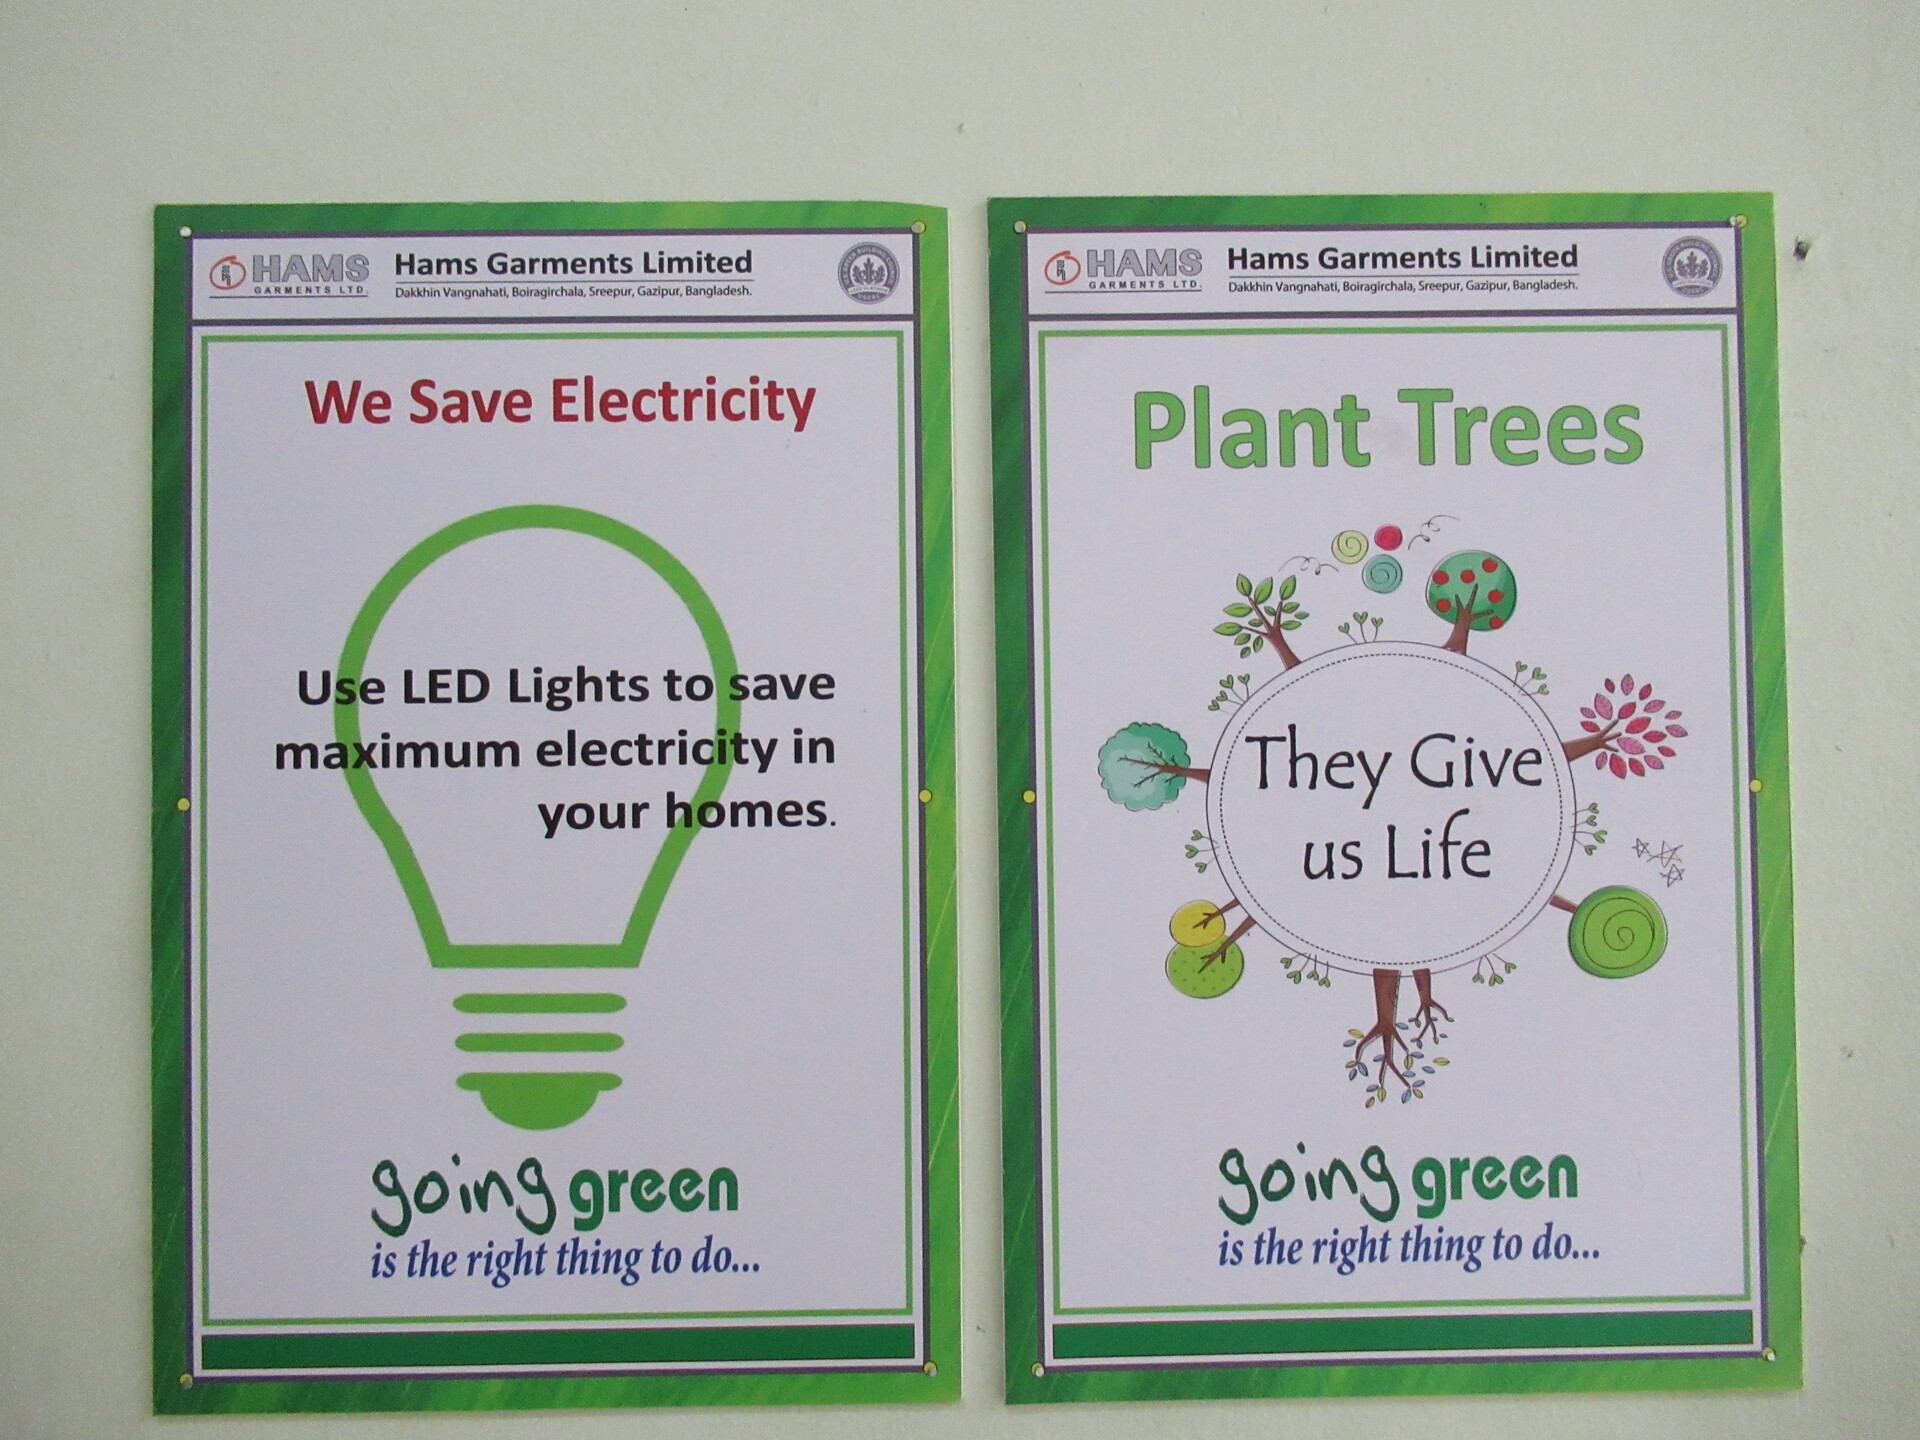 HAMS
GARMENTS LTD.
Hams Garments Limited
Dakkhin Vangnahati, Boiragirchala, Sreepur, Gazipur, Bangladesh.
We Save Electricity
Use LED Lights to save
maximum electricity in
your homes.
going green
is the right thing to do...
HAMS
GARMENTS LTD.
Hams Garments Limited
Dakkhin Vangnahati, Boiragirchala, Sreepur, Gazipur, Bangladesh.
Plant Trees
They Give
us Life
going green
is the right thing to do...